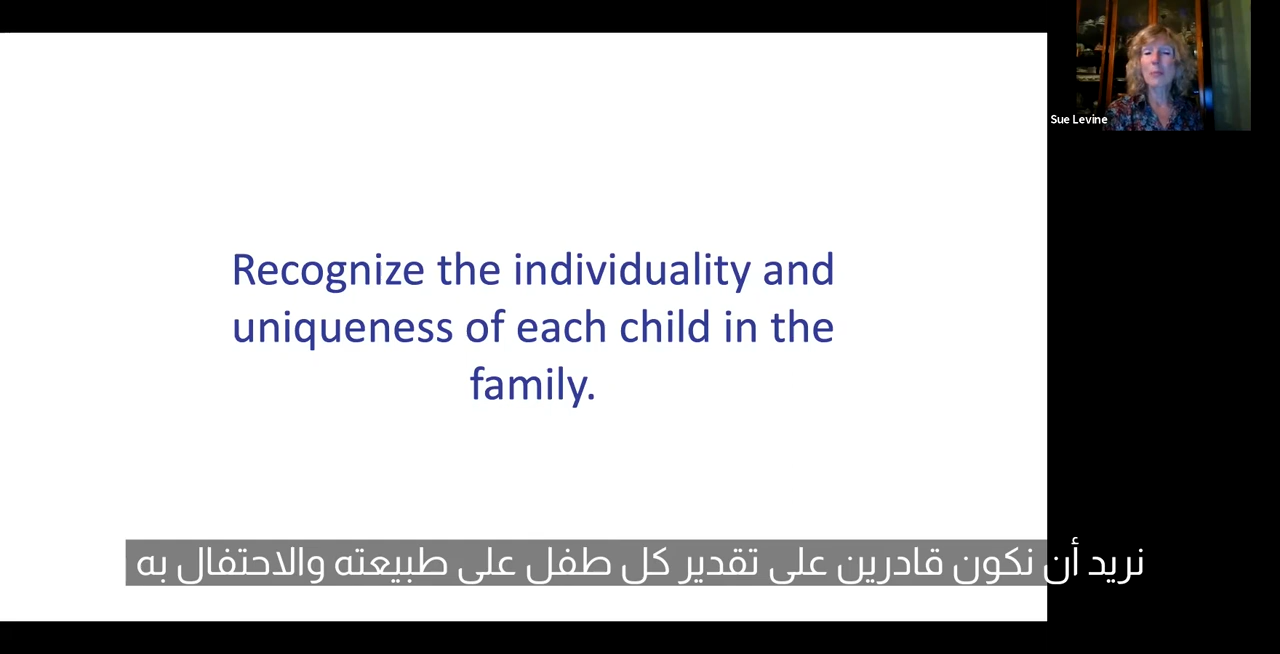 Sue Levine
Recognize the individuality and
uniqueness of each child in the
family.
نريد أن نكون قادرين على تقدير كل طفل على طبيعته والاحتفال به